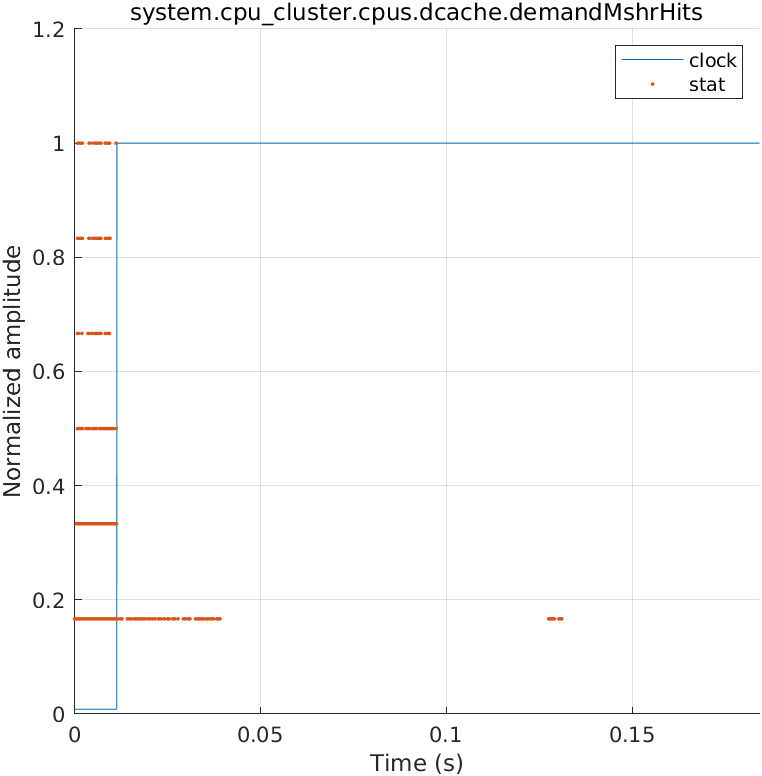 system.cpu_cluster.cpus.dcache.demandMshrHits
1.2
clock
stat
1
0.8
0.6
0.4
0.2
0
Normalized amplitude
0
0.05
0.1
0.15
Time (s)